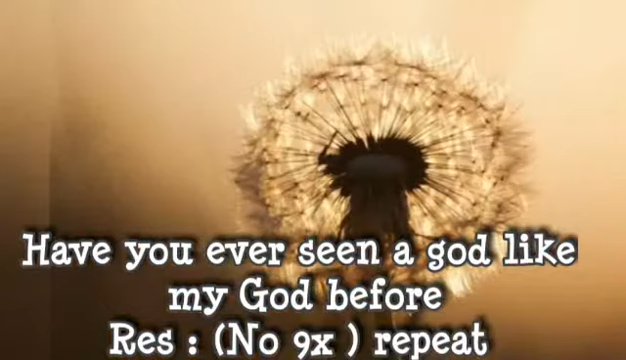 Have you ever seen a god like
my God before
Res : (No 9x ) repeat